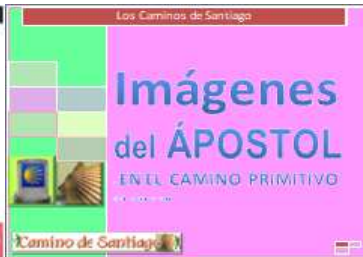 Los Caminos de Santiago
Imágenes
del ÁPOSTOL
EN EL CAMINO PRIMITIVO
Camino de Santiago